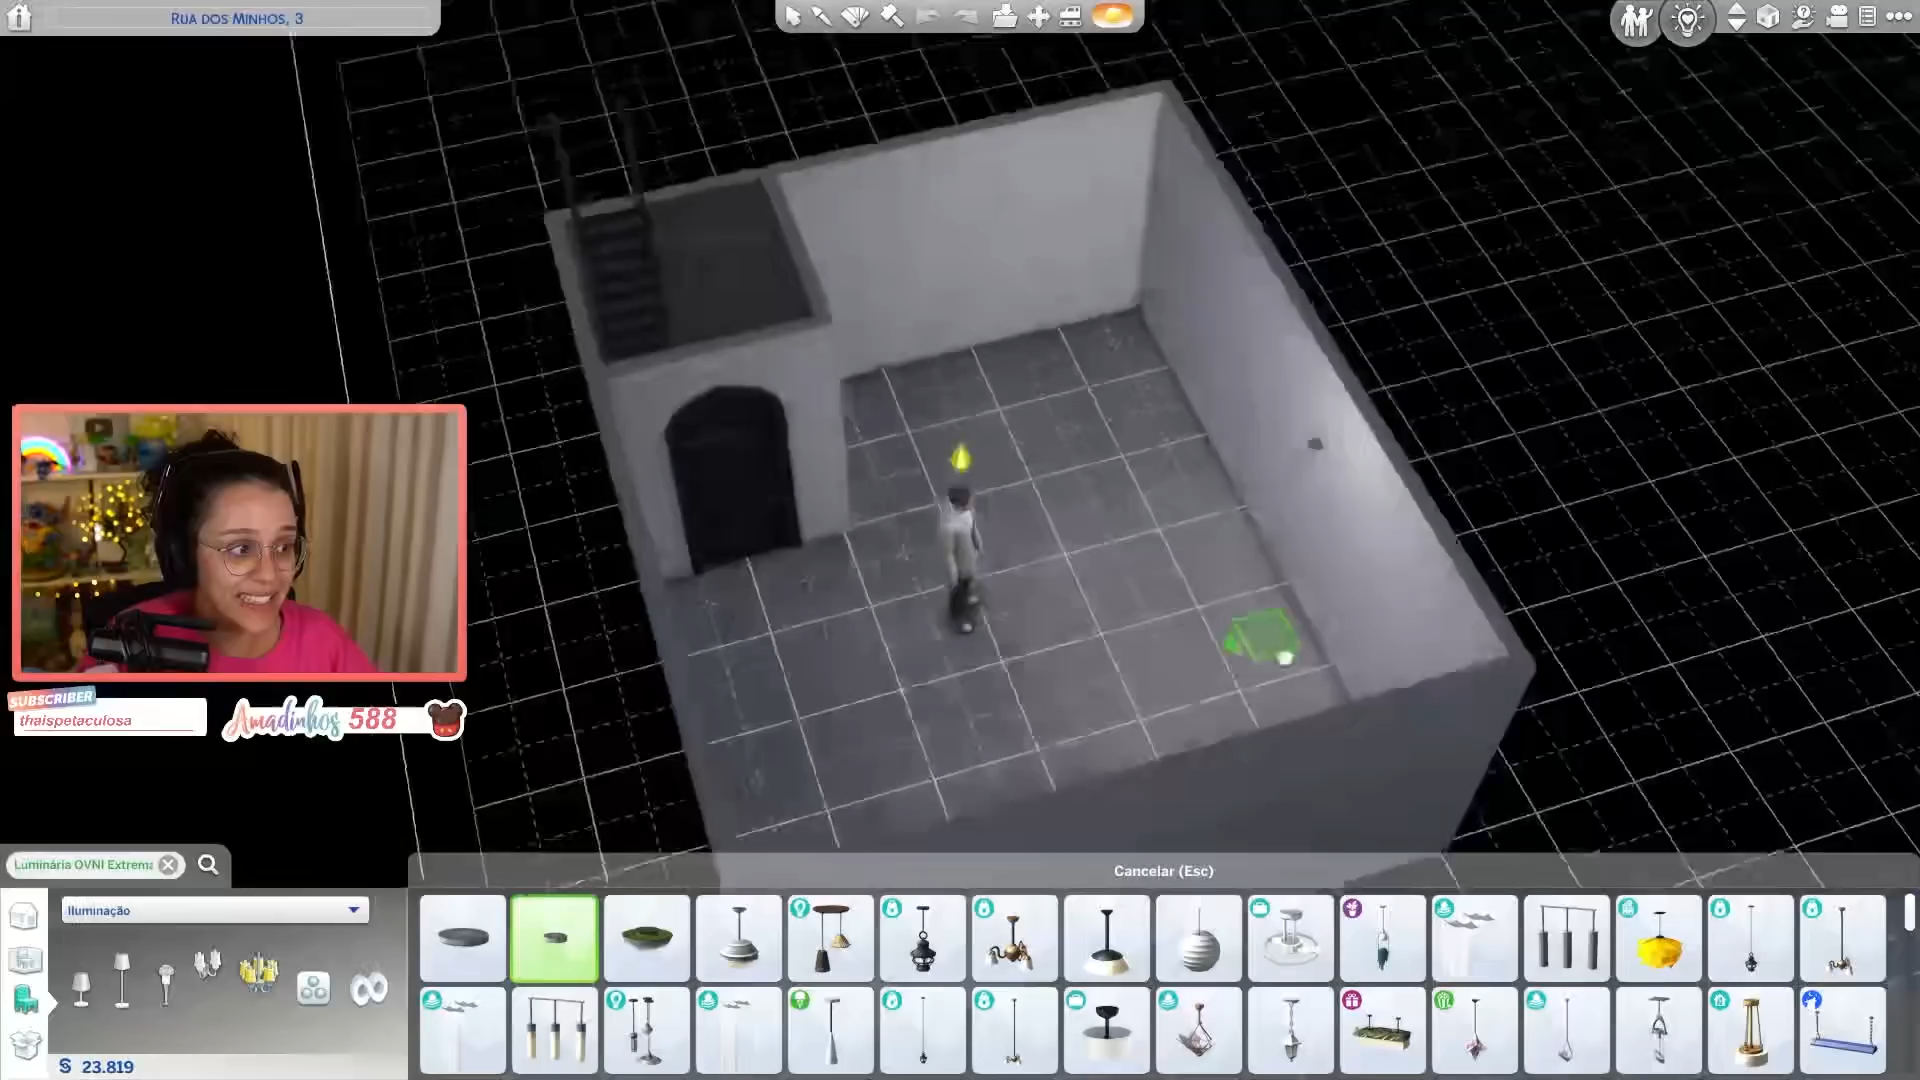 Rua dos Minhos, 3
SUBSCRIBER
thaispetaculosa
Amadinhos 588
Luminária OVNI Extrema
Cancelar (Esc)
Iluminação
§ 23.819